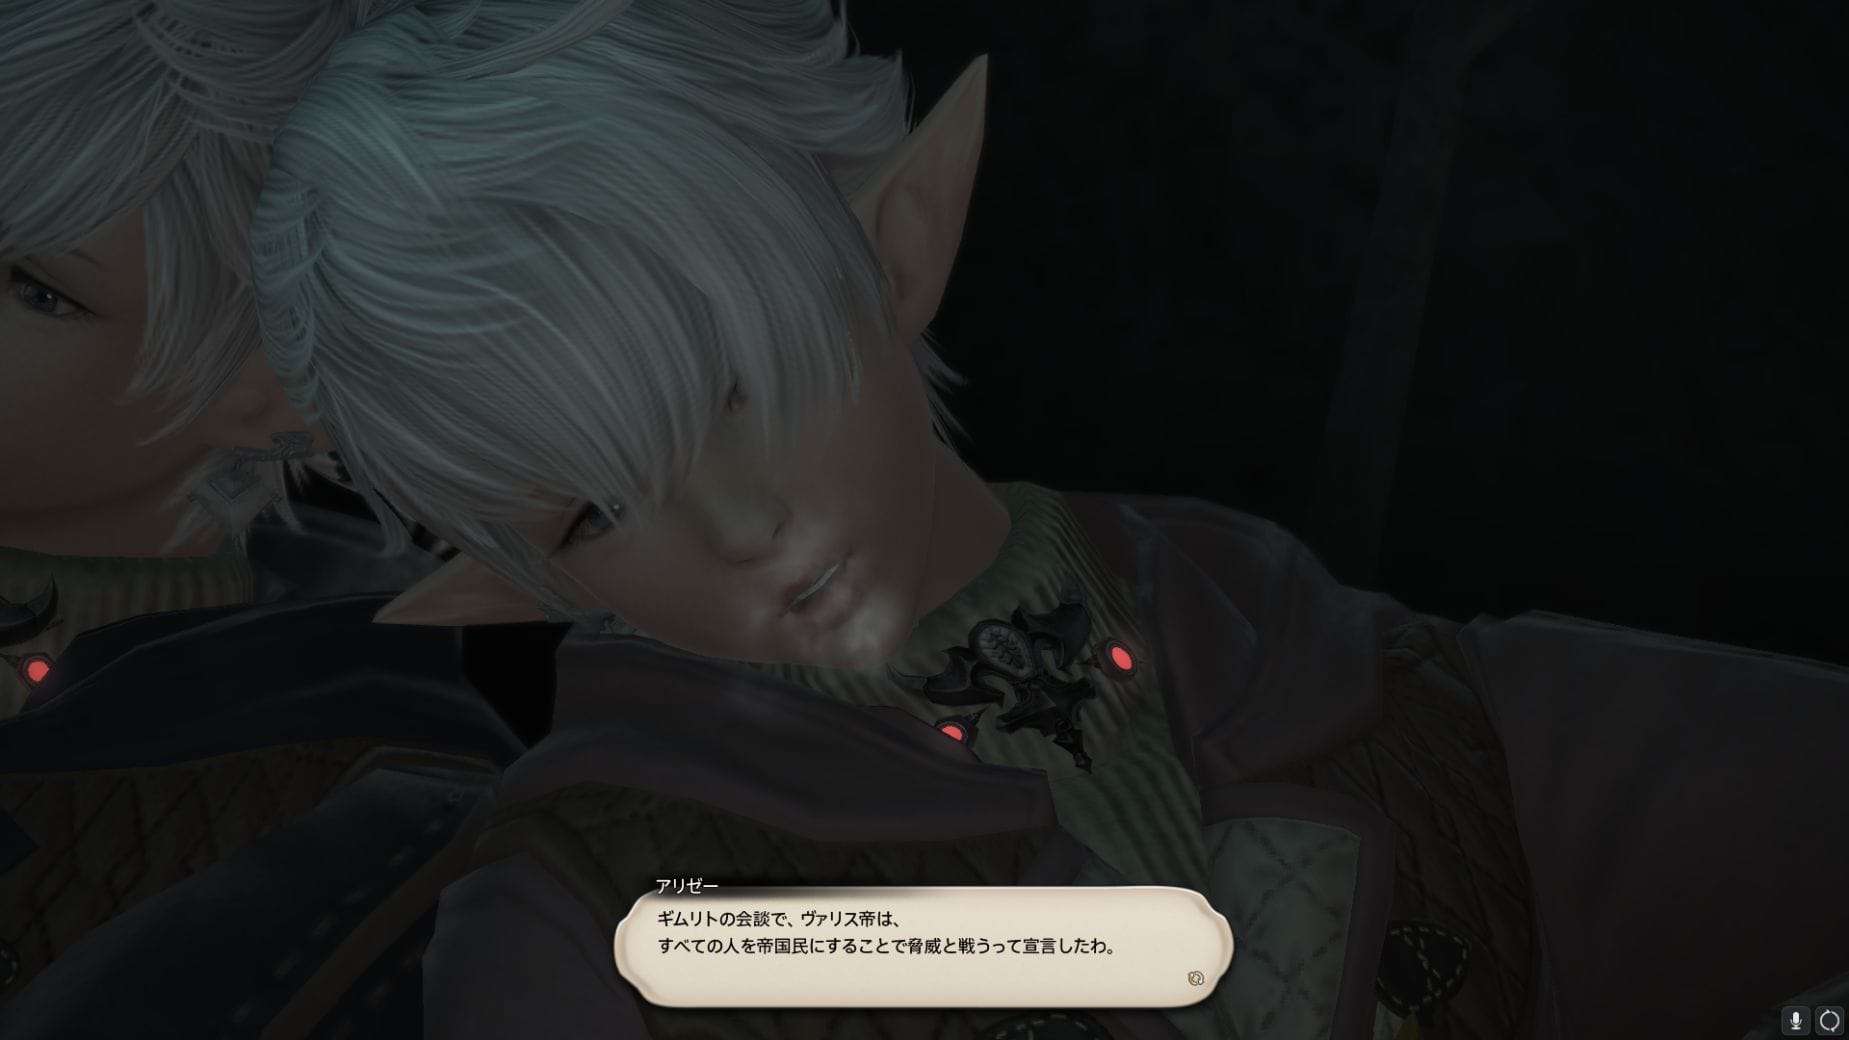 アリゼー
ギムリトの会談で、ヴァリス帝は、
すべての人を帝国民にすることで脅威と戦うって宣言したわ。